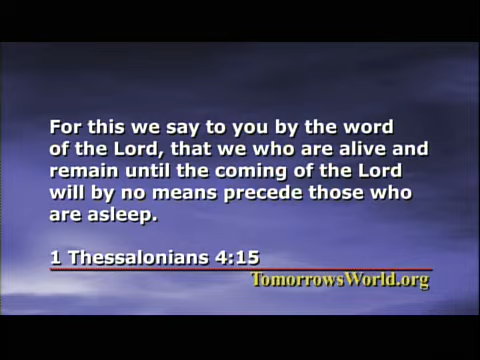 For this we say to you by the word
of the Lord, that we who are alive and
remain until the coming of the Lord
will by no means precede those who
are asleep.
1 Thessalonians 4:15
TomorrowsWorld.org